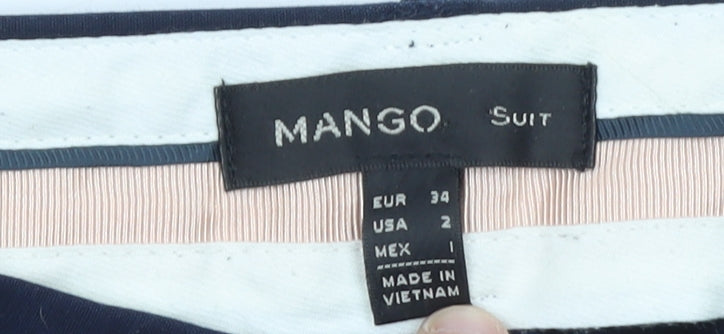 MANGO SUIT
EUR 34
USA 2
MEX 1
MADE IN
VIETNAM